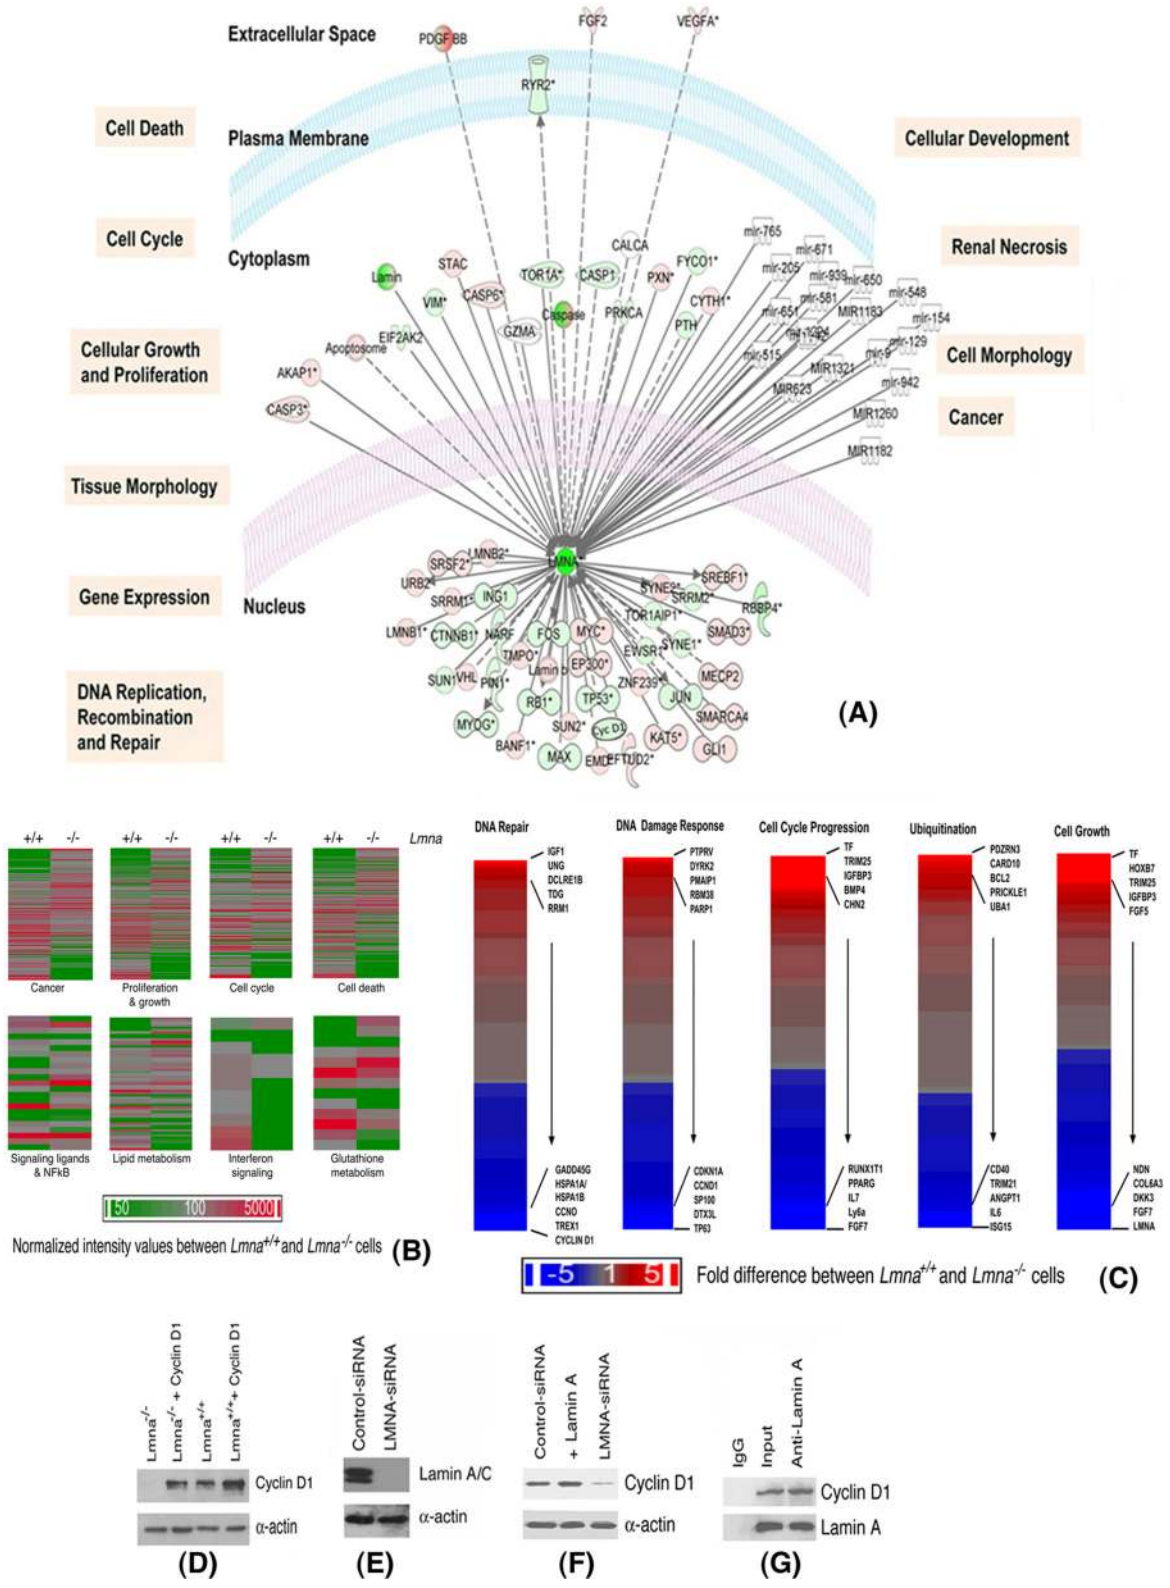 Extracellular Space
PDGF BB
FGF2
VEGFA*
RYR2*
Cell Death
Plasma Membrane
Cellular Development
Cell Cycle
Cytoplasm
Renal Necrosis
Lamin
STAC
CALCA
FYCO1*
mir-765
mir-671
mir-205
mir-939
mir-650
VIM*
CASP6*
TOR1A*
CASP1
PXN*
CYTH1*
mir-581
mir-548
mir-651
MIR1183
mir-154
EIF2AK2
GZMA
Caspase
PRKCA
PTH
mir-129
Cellular Growth
and Proliferation
Apoptosome
mir-515
mir-9
Cell Morphology
AKAP1*
MIR1321
MIR623
mir-942
CASP3*
MIR1260
Cancer
MIR1182
Tissue Morphology
LMNA*
Gene Expression
Nucleus
SRSF2*
LMNB2*
URB2*
SRRM1*
ING1
SYNE2*
SREBF1*
SRRM2*
RBBP4*
TOR1AIP1*
LMNB1*
CTNNB1*
NARF
FOS
MYC*
EWSR1*
SYNE1*
SMAD3*
TMPO*
Lamin b
EP300*
SUN1
VHL
PIN1*
RB1*
TP53*
ZNF239*
JUN
MECP2
DNA Replication,
Recombination
and Repair
MYOG*
BANF1*
SUN2*
Cyc D1
SMARCA4
KAT5*
GLI1
MAX
EMD
EFTUD2*
(A)
+/+ -/- +/+ -/- +/+ -/- +/+ -/- Lmna
Cancer
Proliferation
& growth
Cell cycle
Cell death
Signaling ligands
& NFkB
Lipid metabolism
Interferon
signaling
Glutathione
metabolism
50 100 5000
Normalized intensity values between Lmna+/+ and Lmna-/- cells
(B)
DNA Repair
IGF1
UNG
DCLRE1B
TDG
RRM1
GADD45G
HSPA1A/
HSPA1B
CCNO
TREX1
CYCLIN D1
DNA Damage Response
PTPRV
DYRK2
PMAIP1
RBM38
PARP1
CDKN1A
CCND1
SP100
DTX3L
TP63
Cell Cycle Progression
TF
TRIM25
IGFBP3
BMP4
CHN2
RUNX1T1
PPARG
IL7
Ly6a
FGF7
Ubiquitination
PDZRN3
CARD10
BCL2
PRICKLE1
UBA1
CD40
TRIM21
ANGPT1
IL6
ISG15
Cell Growth
TF
HOXB7
TRIM25
IGFBP3
FGF5
NDN
COL6A3
DKK3
FGF7
LMNA
-5 1 5
Fold difference between Lmna+/+ and Lmna-/- cells
(C)
Lmna-/-
Lmna-/- + Cyclin D1
Lmna+/+
Lmna+/+ + Cyclin D1
Cyclin D1
α-actin
(D)
Control-siRNA
LMNA-siRNA
Lamin A/C
α-actin
(E)
Control-siRNA
+ Lamin A
LMNA-siRNA
Cyclin D1
α-actin
(F)
IgG
Input
Anti-Lamin A
Cyclin D1
Lamin A
(G)